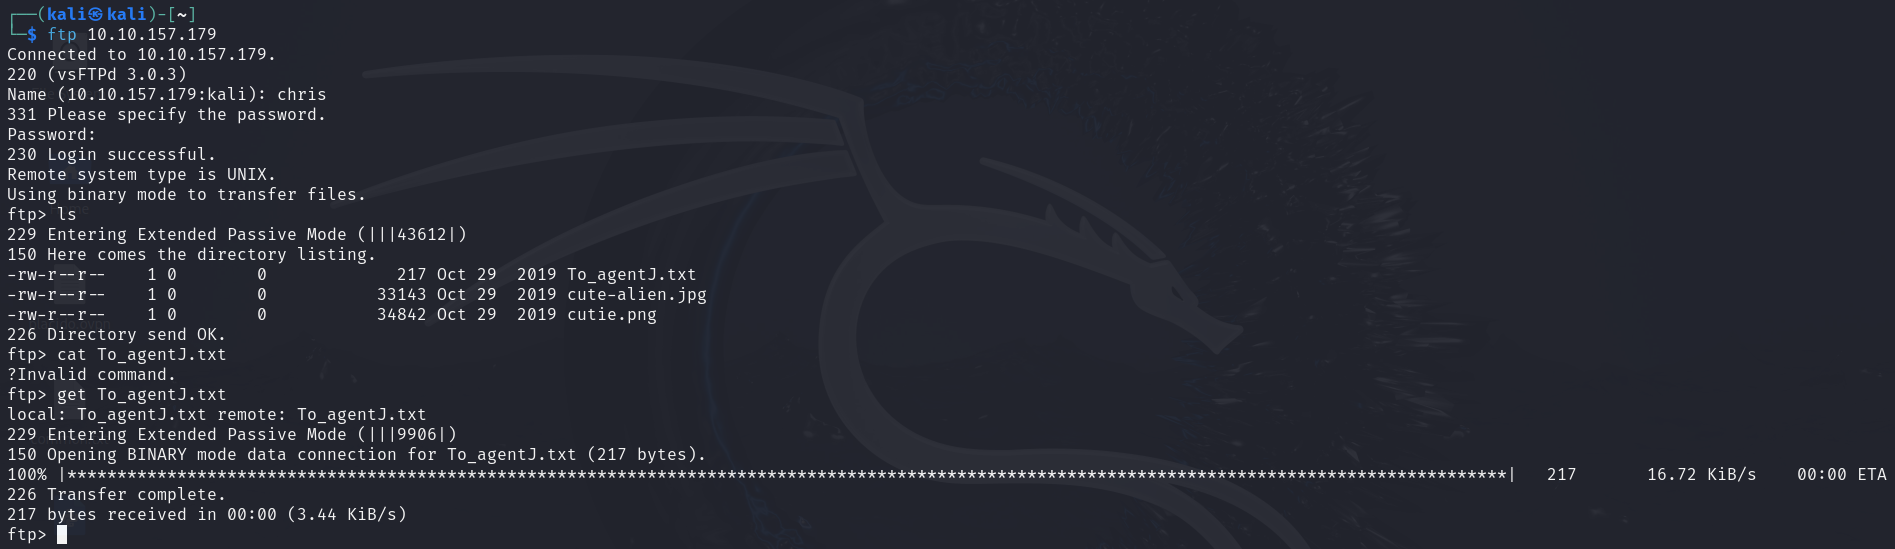 ┌──(kali㉿kali)-[~]
└─$ ftp 10.10.157.179
Connected to 10.10.157.179.
220 (vsFTPd 3.0.3)
Name (10.10.157.179:kali): chris
331 Please specify the password.
Password:
230 Login successful.
Remote system type is UNIX.
Using binary mode to transfer files.
ftp> ls
229 Entering Extended Passive Mode (|||43612|)
150 Here comes the directory listing.
-rw-r--r--    1 0        0             217 Oct 29  2019 To_agentJ.txt
-rw-r--r--    1 0        0           33143 Oct 29  2019 cute-alien.jpg
-rw-r--r--    1 0        0           34842 Oct 29  2019 cutie.png
226 Directory send OK.
ftp> cat To_agentJ.txt
?Invalid command.
ftp> get To_agentJ.txt
local: To_agentJ.txt remote: To_agentJ.txt
229 Entering Extended Passive Mode (|||9906|)
150 Opening BINARY mode data connection for To_agentJ.txt (217 bytes).
100% |************************************************************************************************************************************************|   217       16.72 KiB/s    00:00 ETA
226 Transfer complete.
217 bytes received in 00:00 (3.44 KiB/s)
ftp>